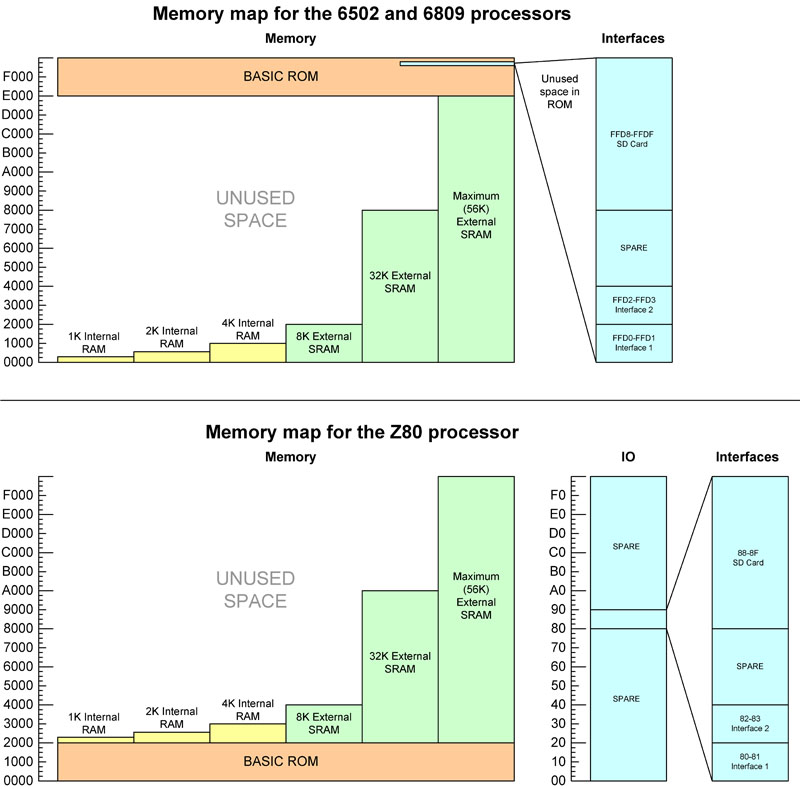 Memory map for the 6502 and 6809 processors
Memory
Interfaces
F000
E000
D000
C000
B000
A000
9000
8000
7000
6000
5000
4000
3000
2000
1000
0000
BASIC ROM
UNUSED
SPACE
1K Internal
RAM
2K Internal
RAM
4K Internal
RAM
8K External
SRAM
32K External
SRAM
Maximum
(56K)
External
SRAM
Unused
space in
ROM
FFD8-FFDF
SD Card
SPARE
FFD2-FFD3
Interface 2
FFD0-FFD1
Interface 1
Memory map for the Z80 processor
Memory
IO
Interfaces
F000
E000
D000
C000
B000
A000
9000
8000
7000
6000
5000
4000
3000
2000
1000
0000
UNUSED
SPACE
1K Internal
RAM
2K Internal
RAM
4K Internal
RAM
8K External
SRAM
32K External
SRAM
Maximum
(56K)
External
SRAM
BASIC ROM
F0
E0
D0
C0
B0
A0
90
80
70
60
50
40
30
20
10
00
SPARE
SPARE
88-8F
SD Card
SPARE
82-83
Interface 2
80-81
Interface 1